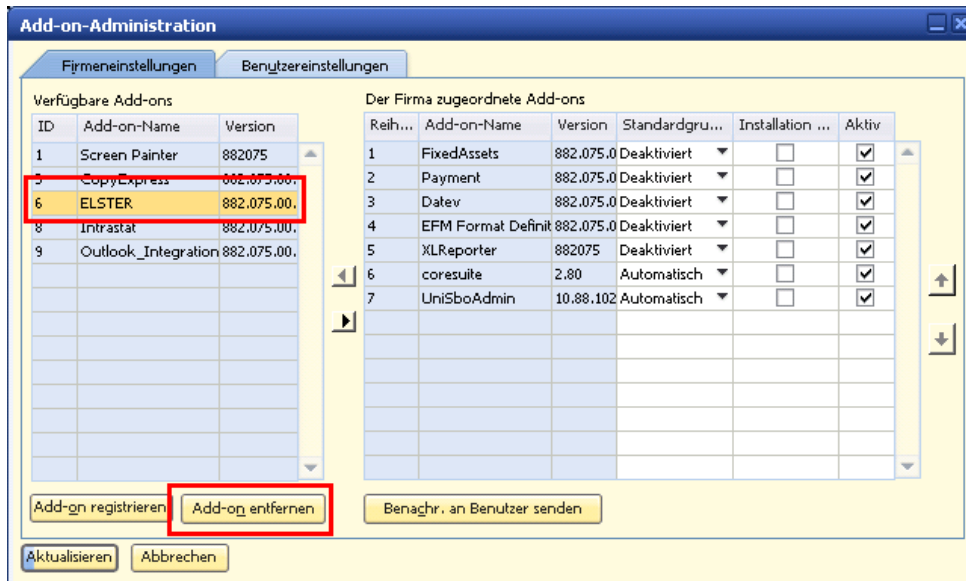 Add-on-Administration
Firmeneinstellungen Benutzereinstellungen
Verfügbare Add-ons
ID Add-on-Name Version
1 Screen Painter 882075
CopyExpress 882.075.00.
6 ELSTER 882.075.00.
8 Intrastat 882.075.00.
9 Outlook_Integration 882.075.00.
Add-on registrieren Add-on entfernen
Der Firma zugeordnete Add-ons
Reih... Add-on-Name Version Standardgru... Installation ... Aktiv
1 FixedAssets 882.075.0 Deaktiviert
2 Payment 882.075.0 Deaktiviert
3 Datev 882.075.0 Deaktiviert
4 EFM Format Definit 882.075.0 Deaktiviert
5 XLReporter 882075 Deaktiviert
6 coresuite 2.80 Automatisch
7 UniSboAdmin 10.88.102 Automatisch
Benachr. an Benutzer senden
Aktualisieren Abbrechen